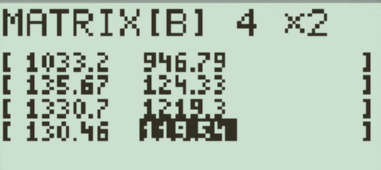 MATRIX[B] 4 ×2
[ 1033.2 946.79 ]
[ 135.67 124.33 ]
[ 1330.7 1219.3 ]
[ 130.46 119.54 ]